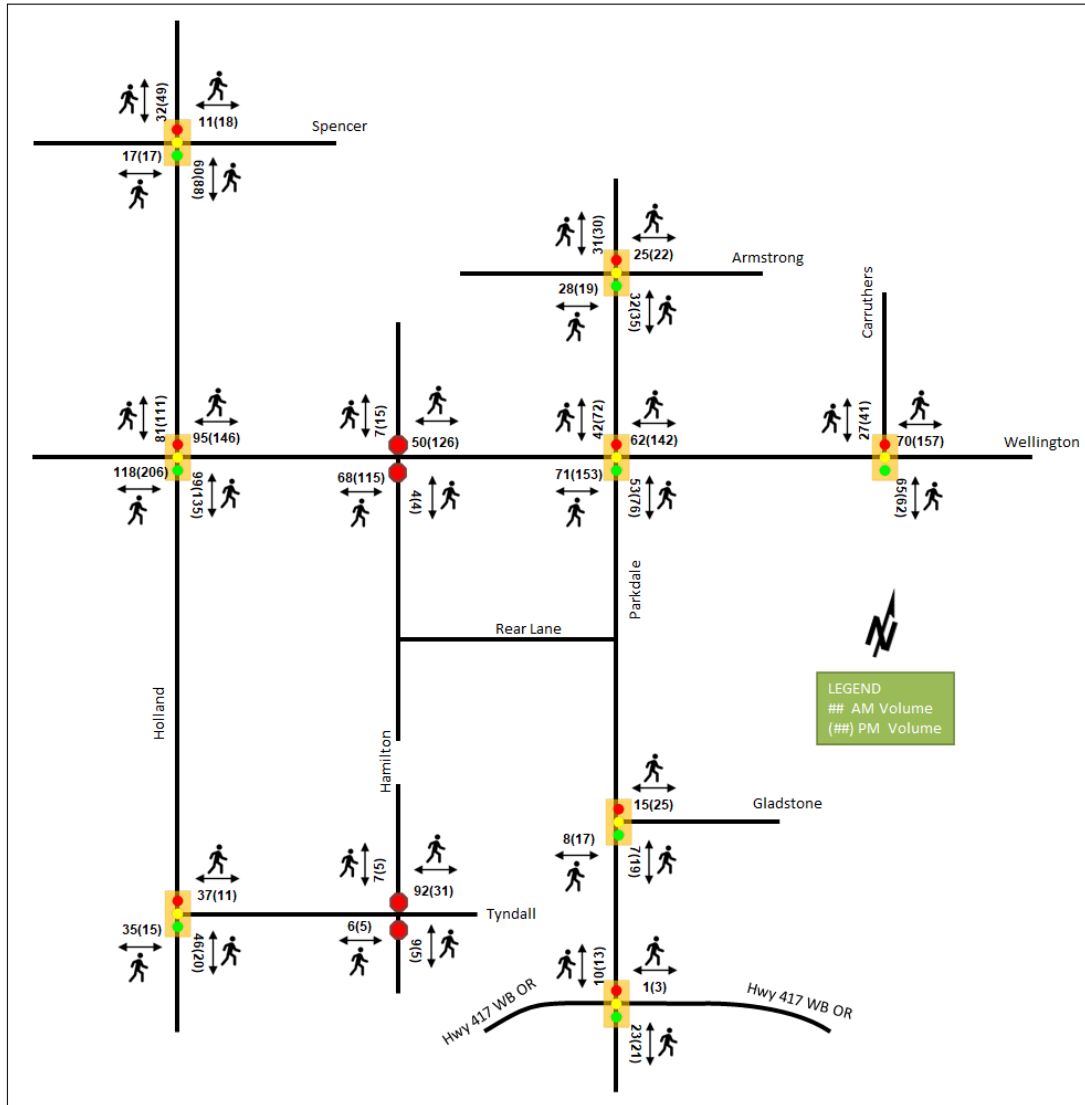 32(49)
11(18)
Spencer
17(17)
60(88)
31(30)
25(22)
Armstrong
28(19)
32(35)
Carruthers
81(111)
95(146)
7(15)
50(126)
42(72)
62(142)
27(41)
70(157)
Wellington
118(206)
99(135)
68(115)
4(4)
71(153)
53(76)
65(62)
Parkdale
Rear Lane
N
LEGEND
## AM Volume
(##) PM Volume
Holland
Hamilton
15(25)
Gladstone
8(17)
7(19)
37(11)
7(5)
92(31)
Tyndall
35(15)
46(20)
6(5)
9(5)
10(13)
1(3)
Hwy 417 WB OR
Hwy 417 WB OR
23(21)